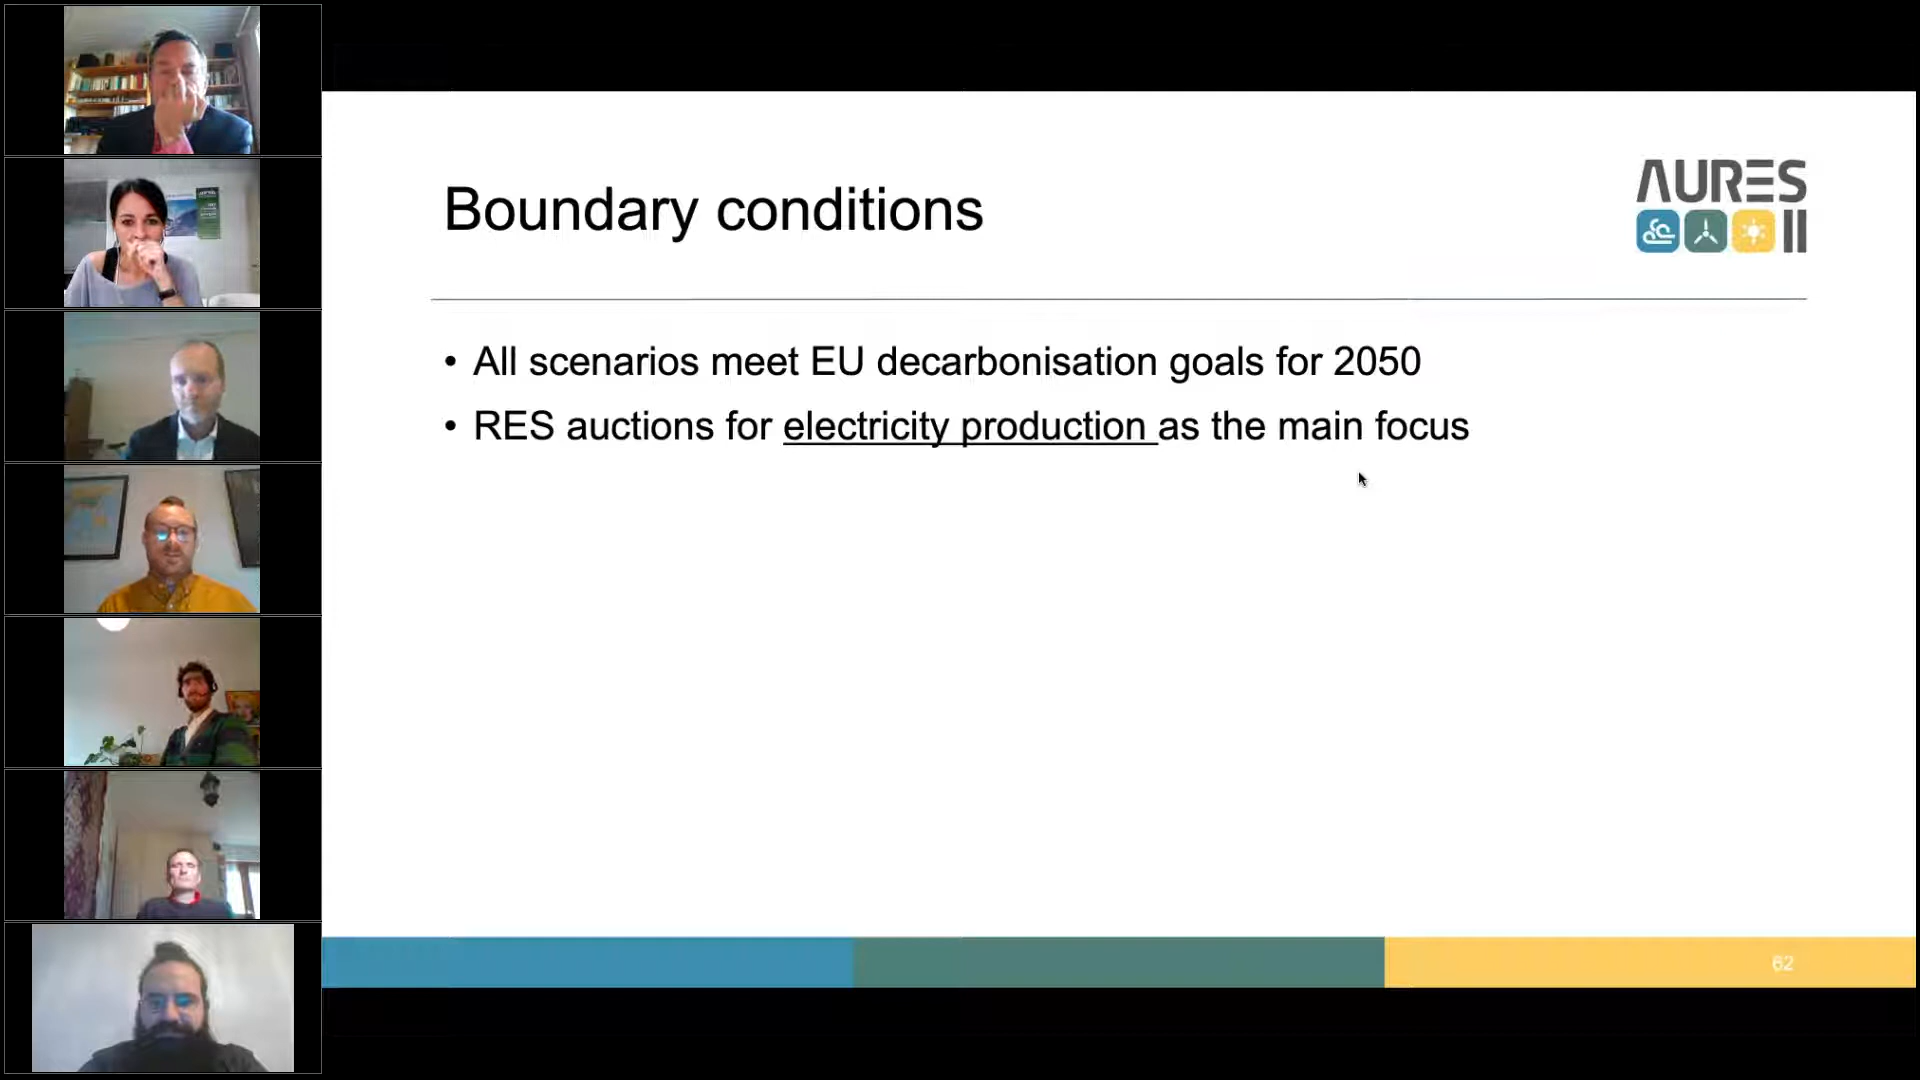 Boundary conditions
AURES
II
• All scenarios meet EU decarbonisation goals for 2050
• RES auctions for electricity production as the main focus
62